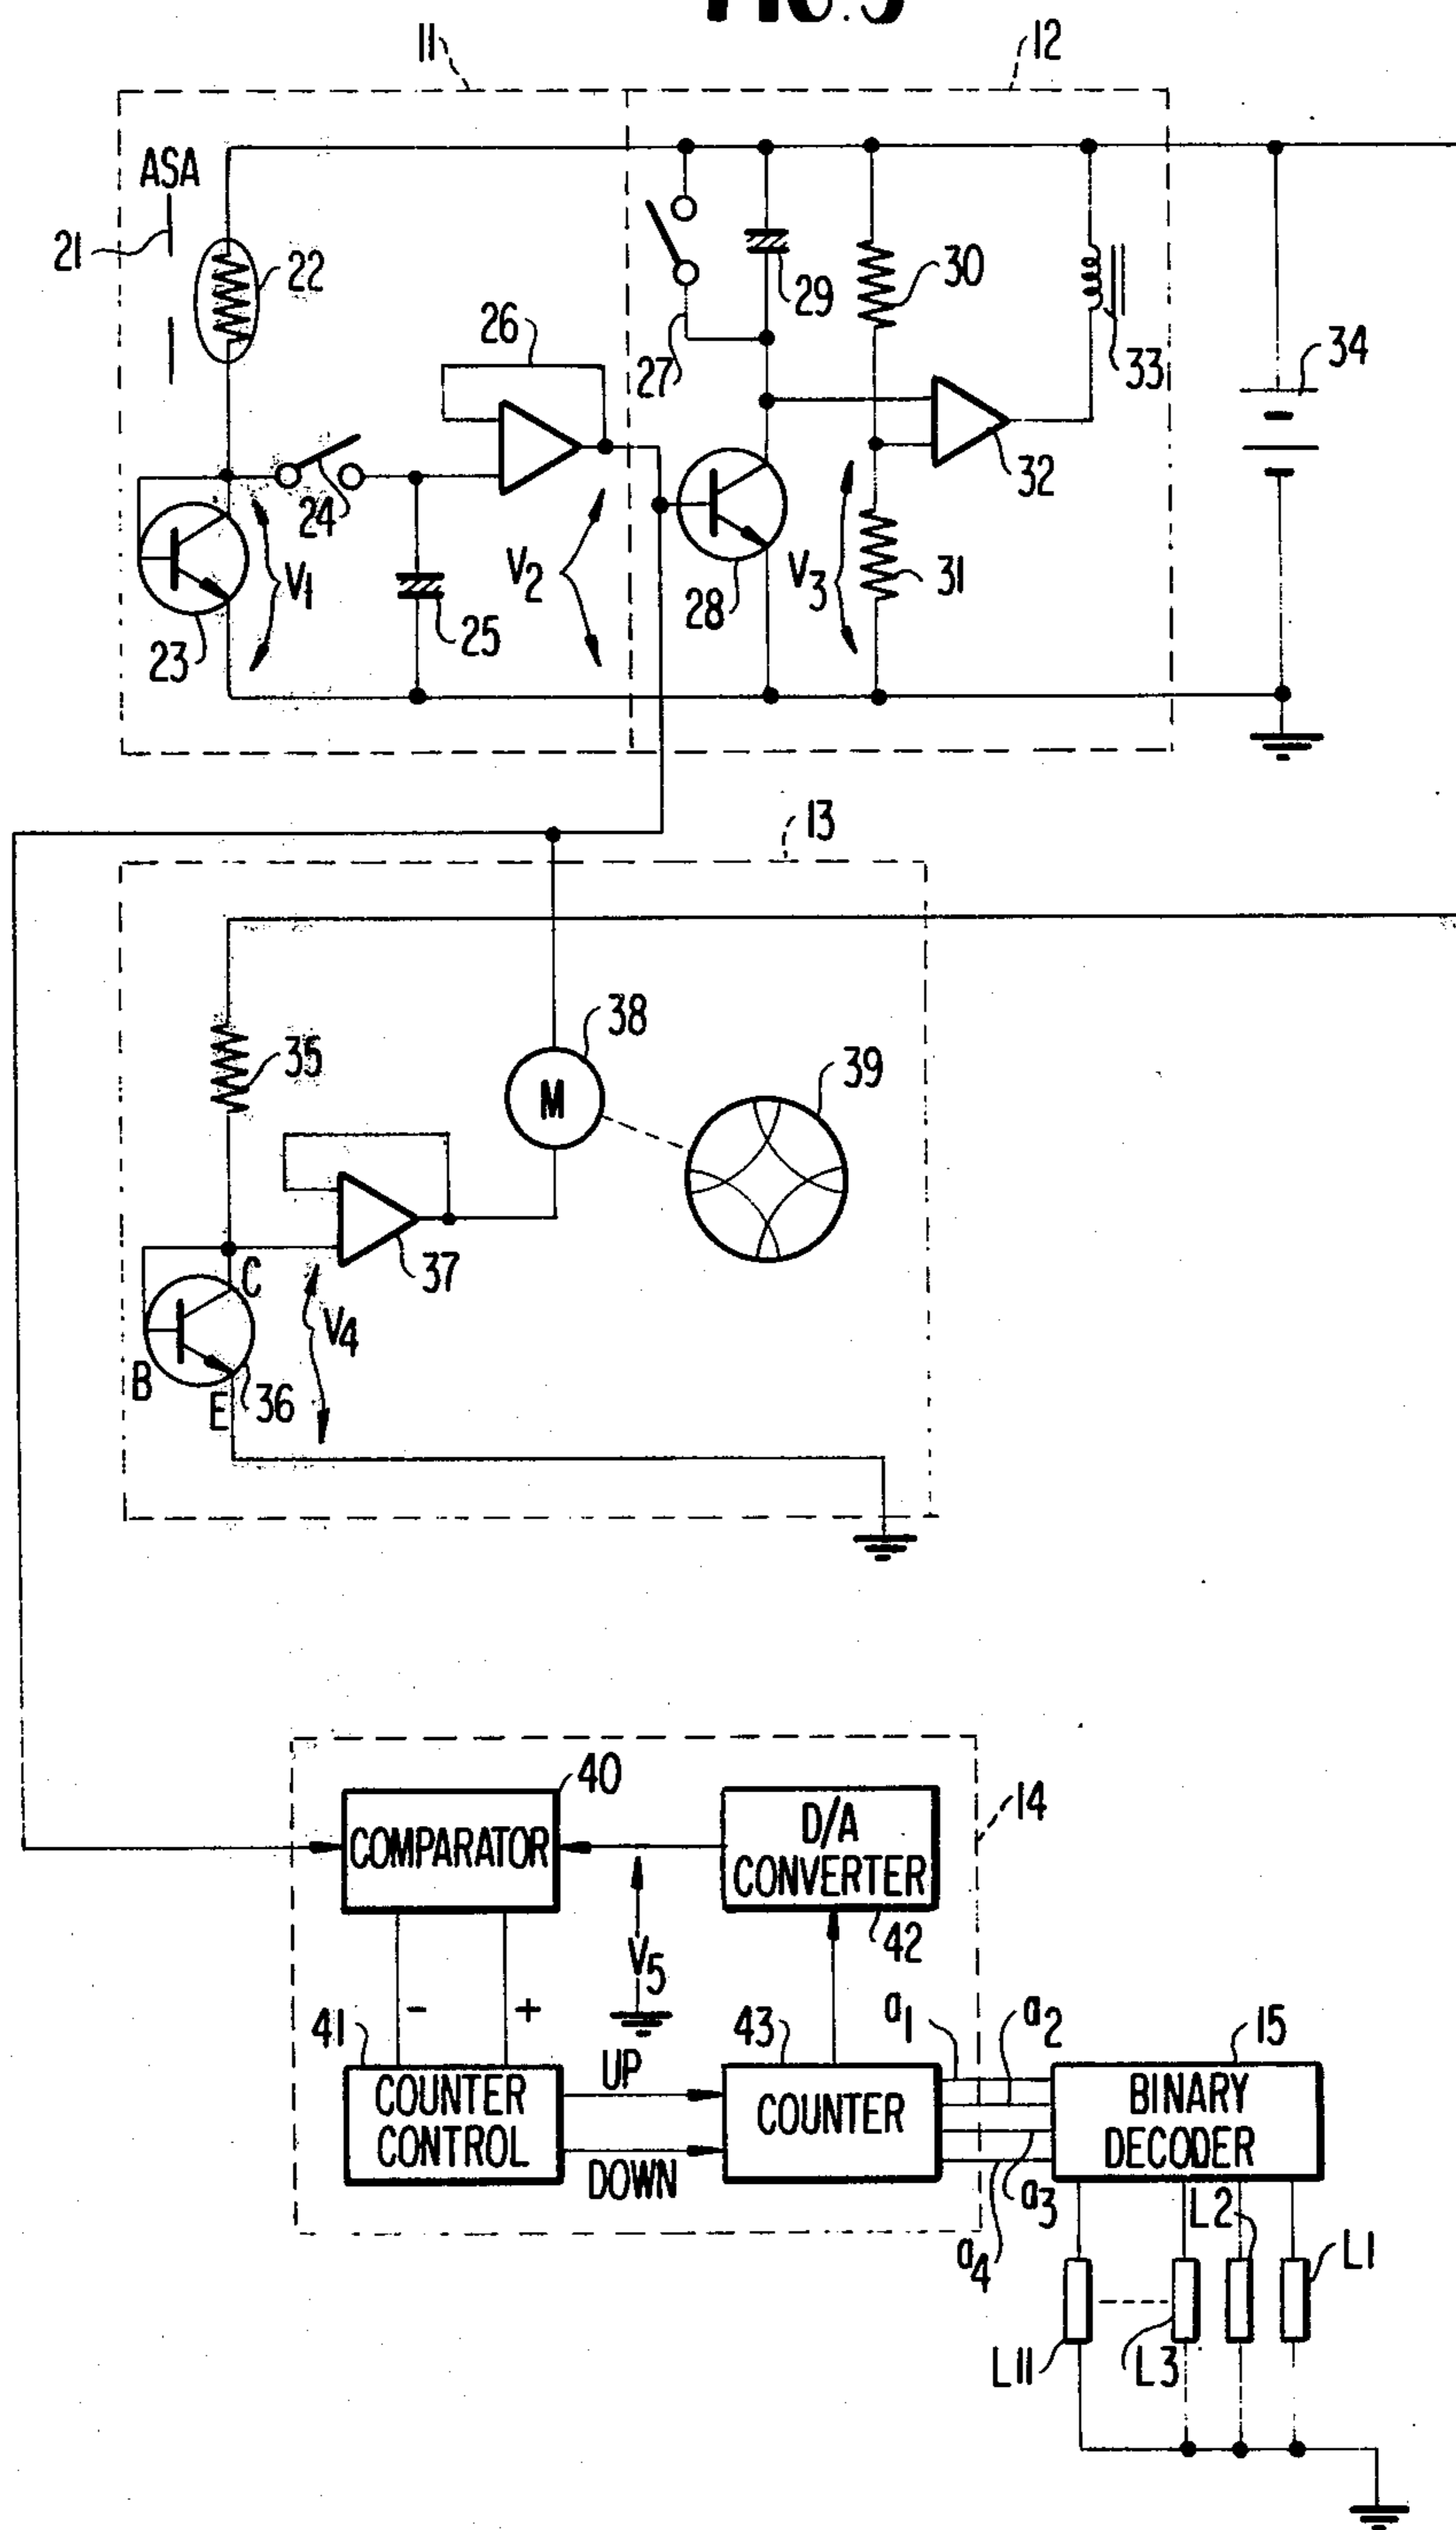 FIG. 3
11
12
ASA
21
22
26
27
29
30
33
34
24
32
V1
V2
V3
31
23
25
28
13
38
35
39
M
37
C
V4
B
E
36
40
14
COMPARATOR
D/A
CONVERTER
42
V5
- +
41
43
a1
a2
15
UP
COUNTER
CONTROL
COUNTER
BINARY
DECODER
DOWN
a3
L2
a4
L1
L11
L3